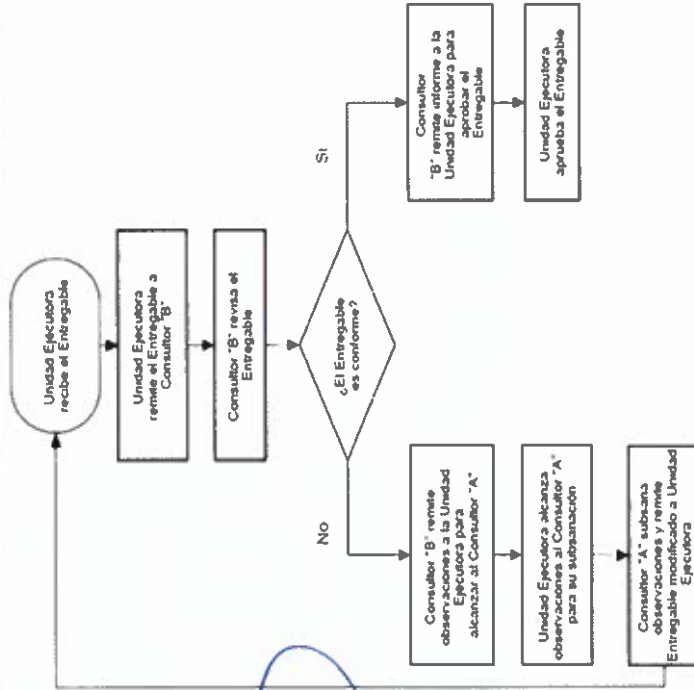 Unidad Ejecutora
recibe el Entregable
Unidad Ejecutora
remite el Entregable a
Consultor "B"
Consultor "B" revisa el
Entregable
¿El Entregable
es conforme?
No
Consultor "B" remite
observaciones a la Unidad
Ejecutora para
alcanzar al Consultor "A"
Unidad Ejecutora alcanza
observaciones al Consultor "A"
para su subsanación
Consultor "A" subsana
observaciones y remite
Entregable modificado a Unidad
Ejecutora
Si
Consultor
"B" remite informe a la
Unidad Ejecutora para
aprobar el
Entregable
Unidad Ejecutora
aprueba el Entregable